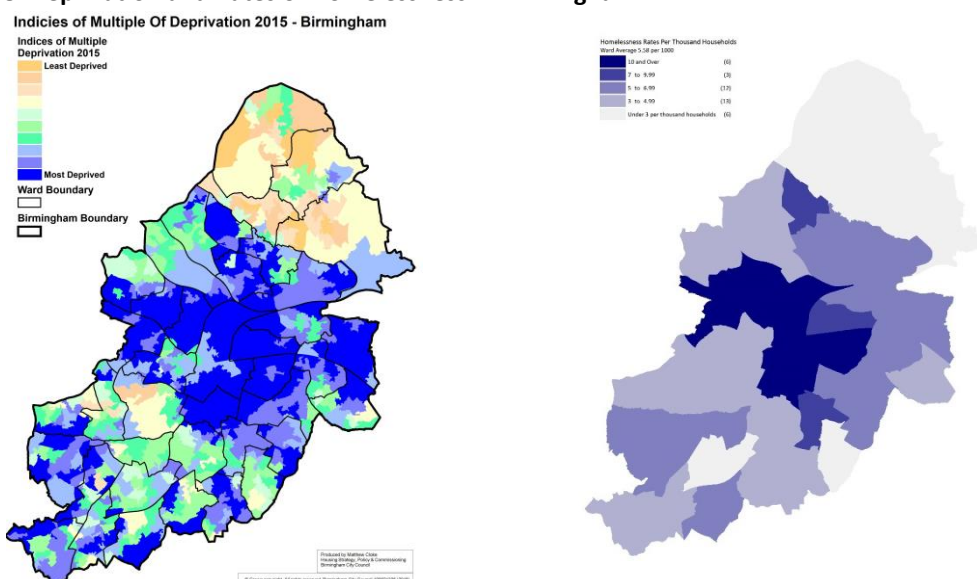 Indicies of Multiple Of Deprivation 2015 - Birmingham
Indices of Multiple
Deprivation 2015
Least Deprived
Most Deprived
Ward Boundary
Birmingham Boundary
Produced by Matthew
Housing Strategy, Policy & Commissioning
Birmingham City Council
Homelessness Rates Per Thousand Households
Ward Average 5.58 per 1000
10 and Over (6)
7 to 9.99 (3)
5 to 6.99 (12)
3 to 4.99 (13)
Under 3 per thousand households (6)